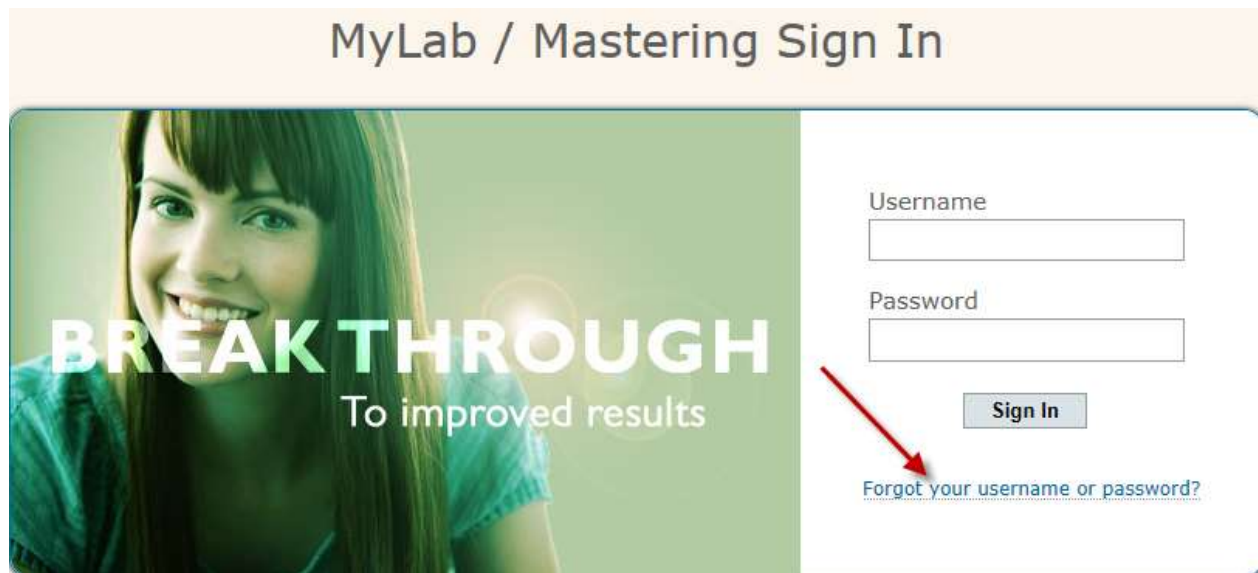 MyLab / Mastering Sign In
BREAKTHROUGH
To improved results
Username
Password
Sign In
Forgot your username or password?